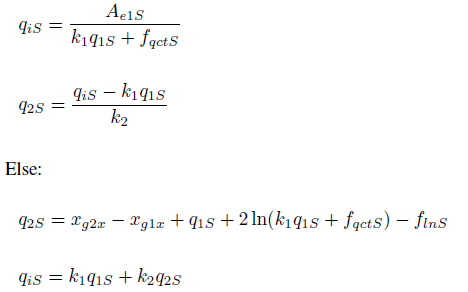 q_{iS} = \frac{A_{e1S}}{k_1 q_{1S} + f_{qctS}}
q_{2S} = \frac{q_{iS} - k_1 q_{1S}}{k_2}
Else:
q_{2S} = x_{g2x} - x_{g1x} + q_{1S} + 2\ln(k_1 q_{1S} + f_{qctS}) - f_{lnS}
q_{iS} = k_1 q_{1S} + k_2 q_{2S}